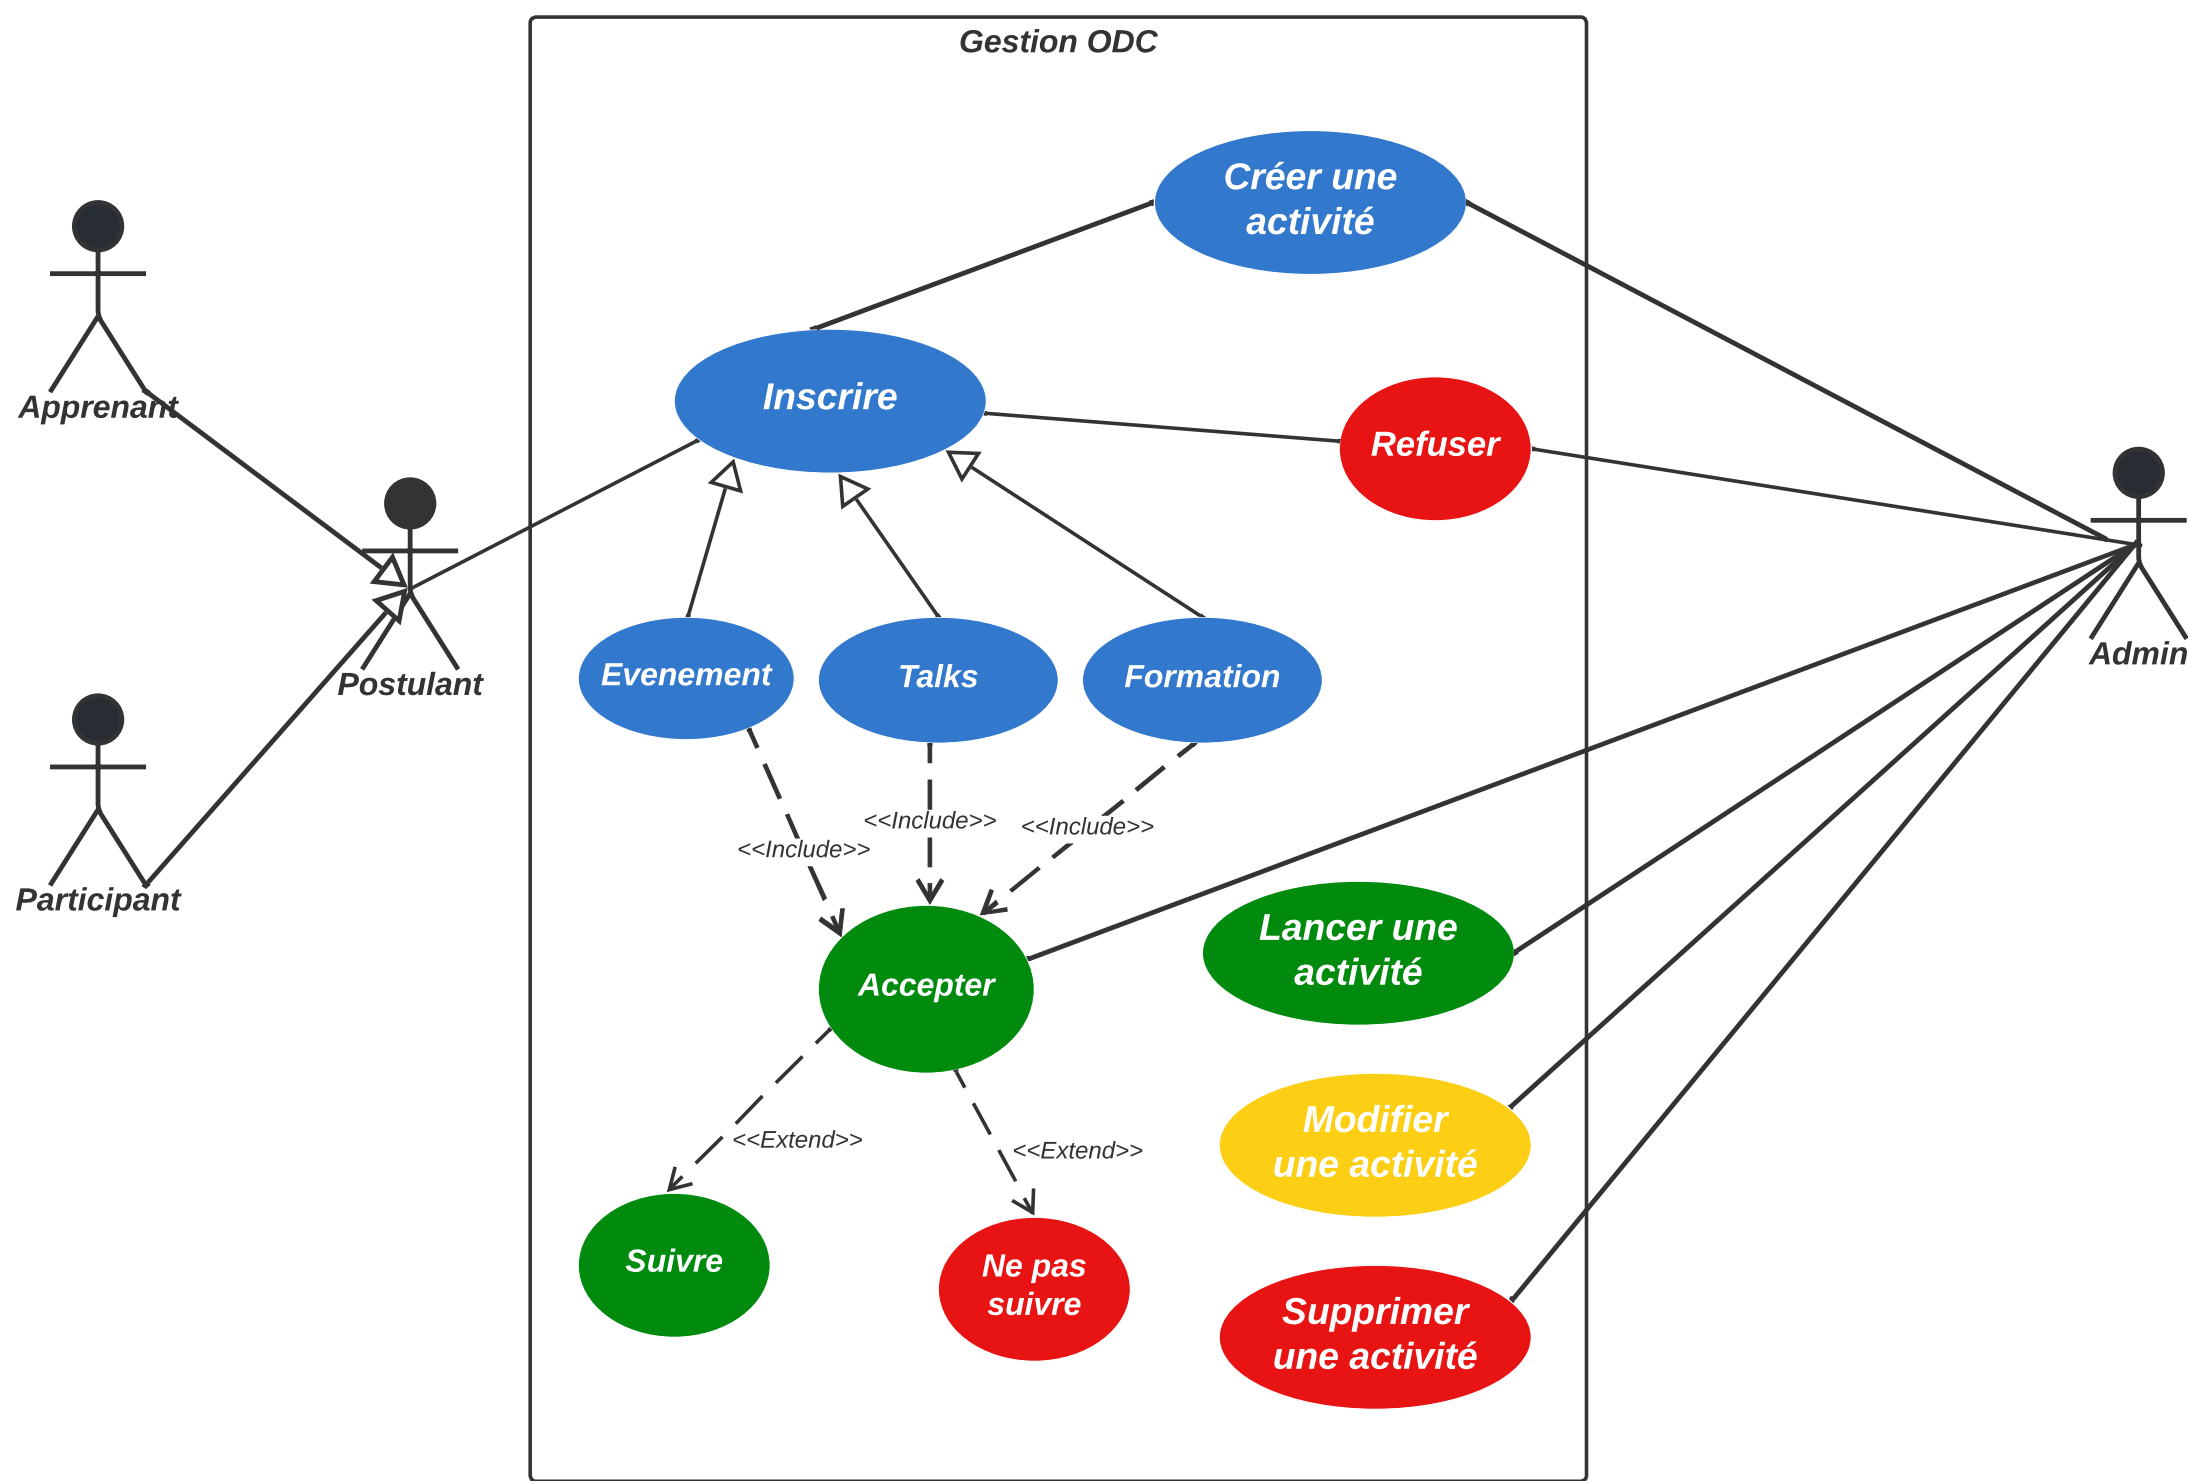 Gestion ODC
Créer une
activité
Inscrire
Refuser
Apprenant
Postulant
Admin
Evenement
Talks
Formation
<<Include>>
<<Include>>
<<Include>>
Participant
Accepter
Lancer une
activité
<<Extend>>
<<Extend>>
Modifier
une activité
Suivre
Ne pas
suivre
Supprimer
une activité